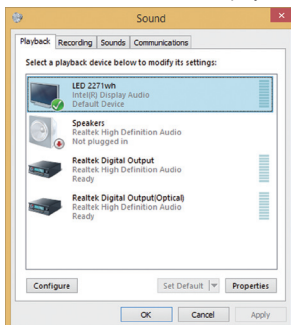 Sound
Playback Recording Sounds Communications
Select a playback device below to modify its settings:
LED 2271wh
Intel(R) Display Audio
Default Device
Speakers
Realtek High Definition Audio
Not plugged in
Realtek Digital Output
Realtek High Definition Audio
Ready
Realtek Digital Output(Optical)
Realtek High Definition Audio
Ready
Configure Set Default Properties
OK Cancel Apply